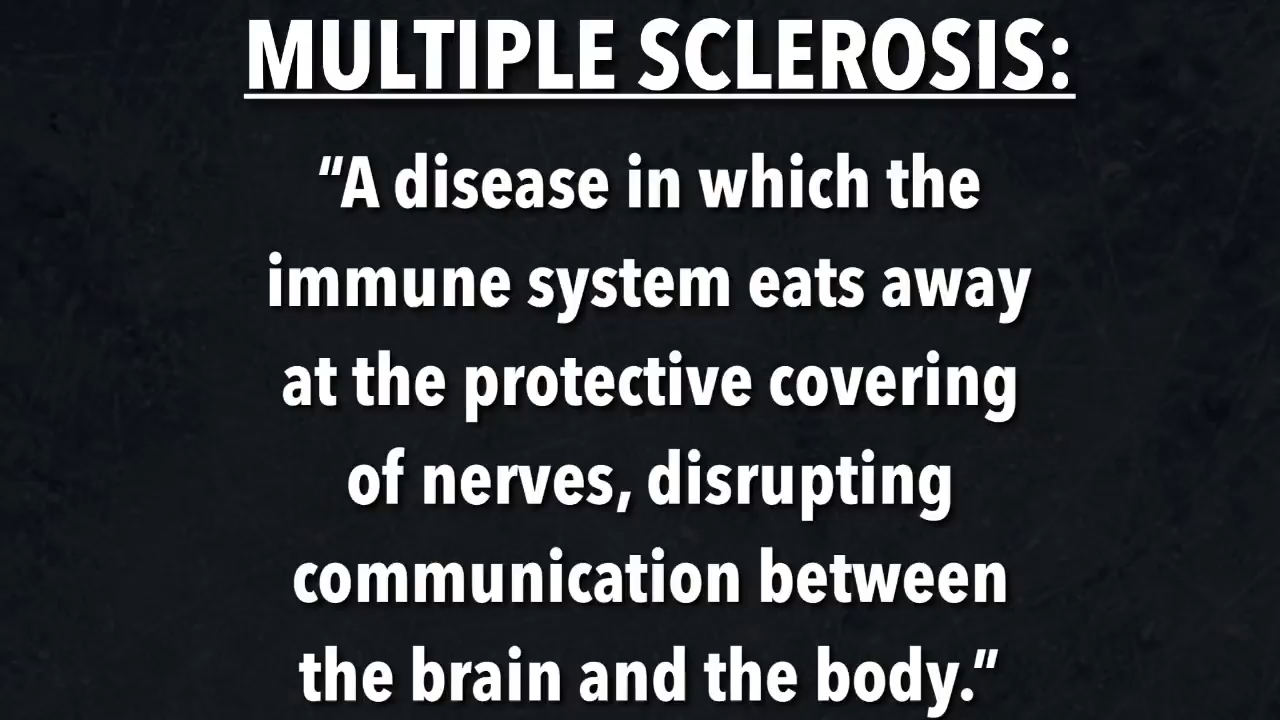 MULTIPLE SCLEROSIS:
“A disease in which the
immune system eats away
at the protective covering
of nerves, disrupting
communication between
the brain and the body.”